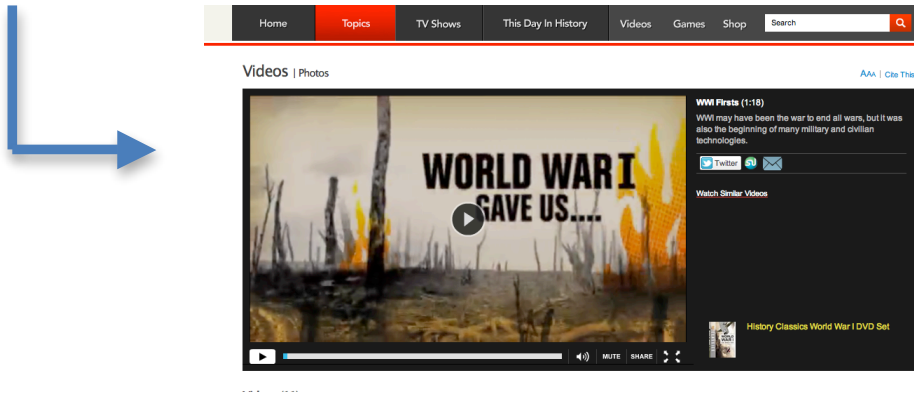 Home Topics TV Shows This Day In History Videos Games Shop Search
Videos | Photos
AAA | Cite This
WORLD WAR I
GAVE US....
WWI Firsts (1:18)
WWI may have been the war to end all wars, but it was
also the beginning of many military and civilian
technologies.
Twitter
Watch Similar Videos
History Classics World War I DVD Set
MUTE SHARE